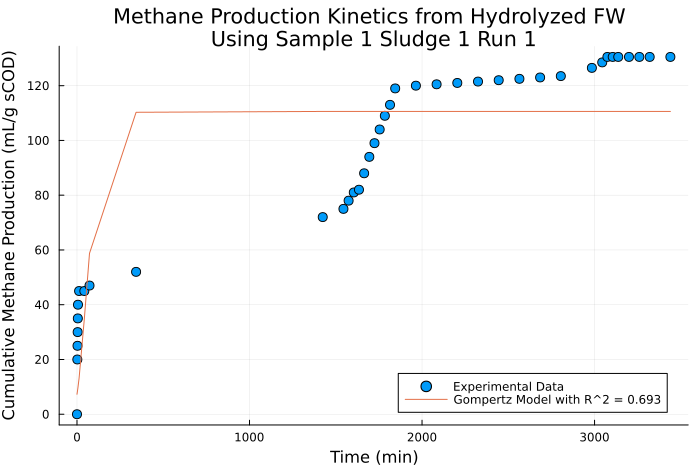 Methane Production Kinetics from Hydrolyzed FW
Using Sample 1 Sludge 1 Run 1
Cumulative Methane Production (mL/g sCOD)
120
100
80
60
40
20
0
Experimental Data
Gompertz Model with R^2 = 0.693
0 1000 2000 3000
Time (min)